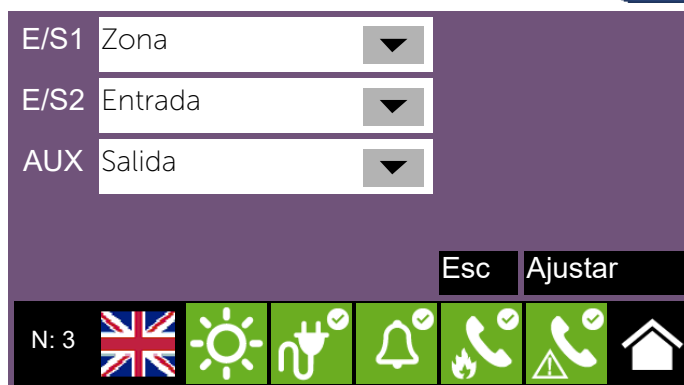 E/S1 Zona
E/S2 Entrada
AUX Salida
Esc Ajustar
N: 3